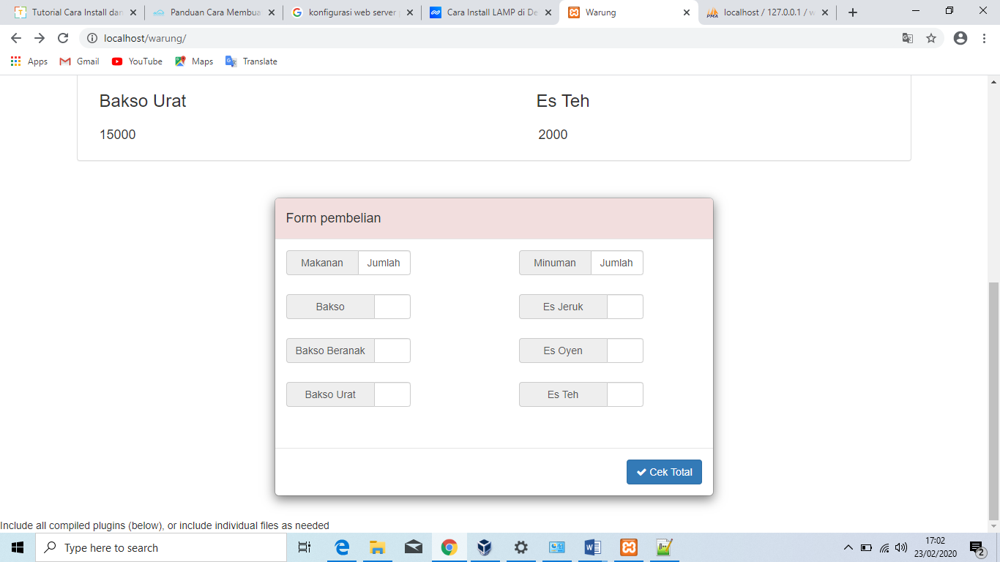 Tutorial Cara Install dan
Panduan Cara Membua
konfigurasi web server
Cara Install LAMP di De
Warung
localhost / 127.0.0.1 / w
localhost/warung/
Apps
Gmail
YouTube
Maps
Translate
Bakso Urat
Es Teh
15000
2000
Form pembelian
Makanan Jumlah
Minuman Jumlah
Bakso
Es Jeruk
Bakso Beranak
Es Oyen
Bakso Urat
Es Teh
Cek Total
Include all compiled plugins (below), or include individual files as needed
Type here to search
17:02
23/02/2020
2